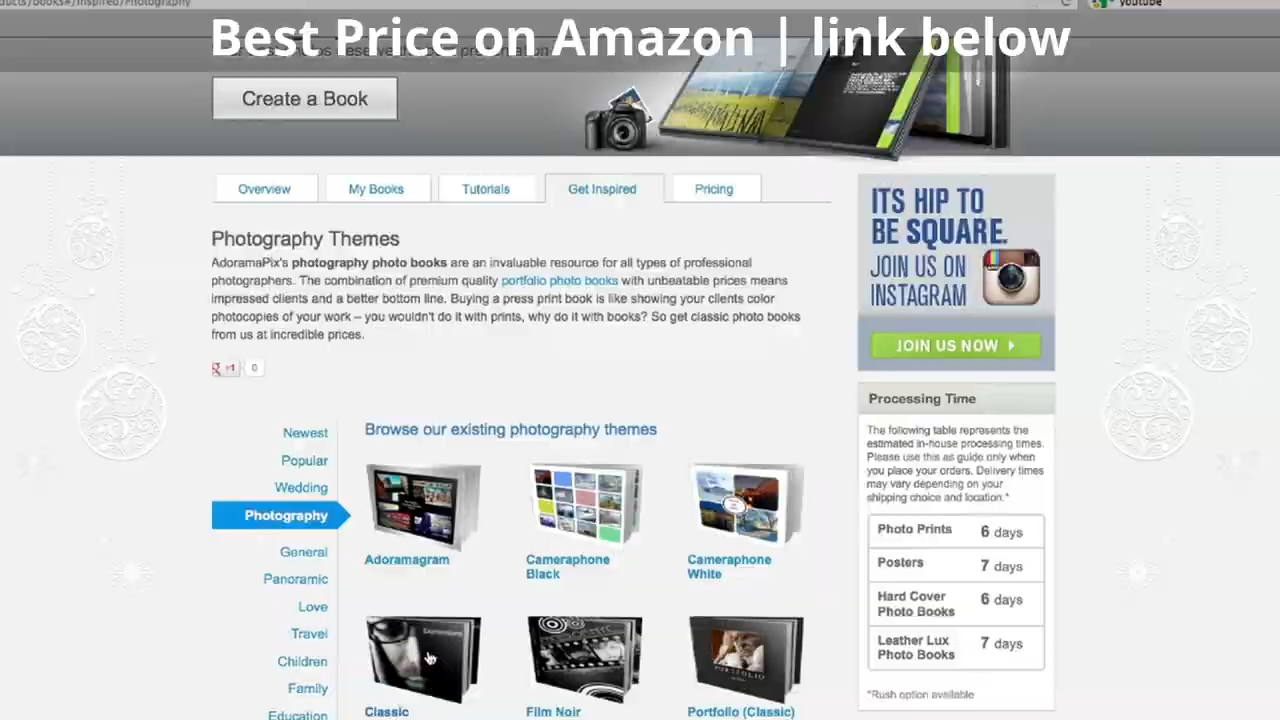 ducts/books#/Inspired/Photography
youtube
Best Price on Amazon | link below
Create a Book
Overview
My Books
Tutorials
Get Inspired
Pricing
Photography Themes
AdoramaPix's photography photo books are an invaluable resource for all types of professional
photographers. The combination of premium quality portfolio photo books with unbeatable prices means
impressed clients and a better bottom line. Buying a press print book is like showing your clients color
photocopies of your work – you wouldn't do it with prints, why do it with books? So get classic photo books
from us at incredible prices.
+1
0
Newest
Popular
Wedding
Photography
General
Panoramic
Love
Travel
Children
Family
Education
Browse our existing photography themes
Adoramagram
Cameraphone
Black
Cameraphone
White
PORTFOLIO
Classic
Film Noir
Portfolio (Classic)
ITS HIP TO
BE SQUARE.
JOIN US ON
INSTAGRAM
JOIN US NOW
Processing Time
The following table represents the
estimated in-house processing times.
Please use this as guide only when
you place your orders. Delivery times
may vary depending on your
shipping choice and location.*
Photo Prints 6 days
Posters 7 days
Hard Cover
Photo Books 6 days
Leather Lux
Photo Books 7 days
*Rush option available